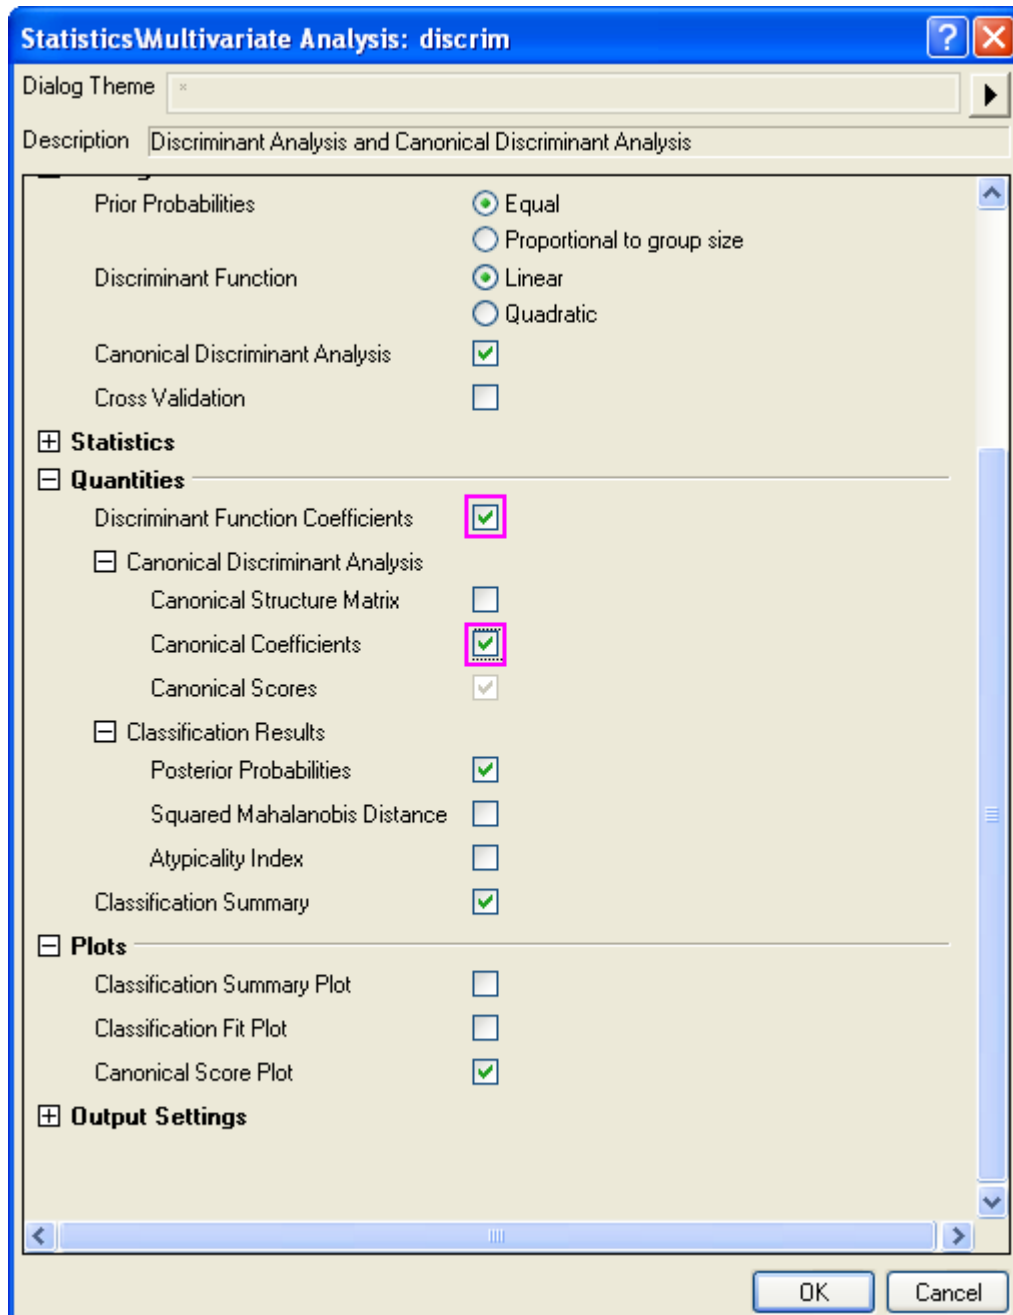 Statistics\Multivariate Analysis: discrim
Dialog Theme
Description Discriminant Analysis and Canonical Discriminant Analysis
Prior Probabilities Equal
Proportional to group size
Discriminant Function Linear
Quadratic
Canonical Discriminant Analysis
Cross Validation
Statistics
Quantities
Discriminant Function Coefficients
Canonical Discriminant Analysis
Canonical Structure Matrix
Canonical Coefficients
Canonical Scores
Classification Results
Posterior Probabilities
Squared Mahalanobis Distance
Atypicality Index
Classification Summary
Plots
Classification Summary Plot
Classification Fit Plot
Canonical Score Plot
Output Settings
OK Cancel